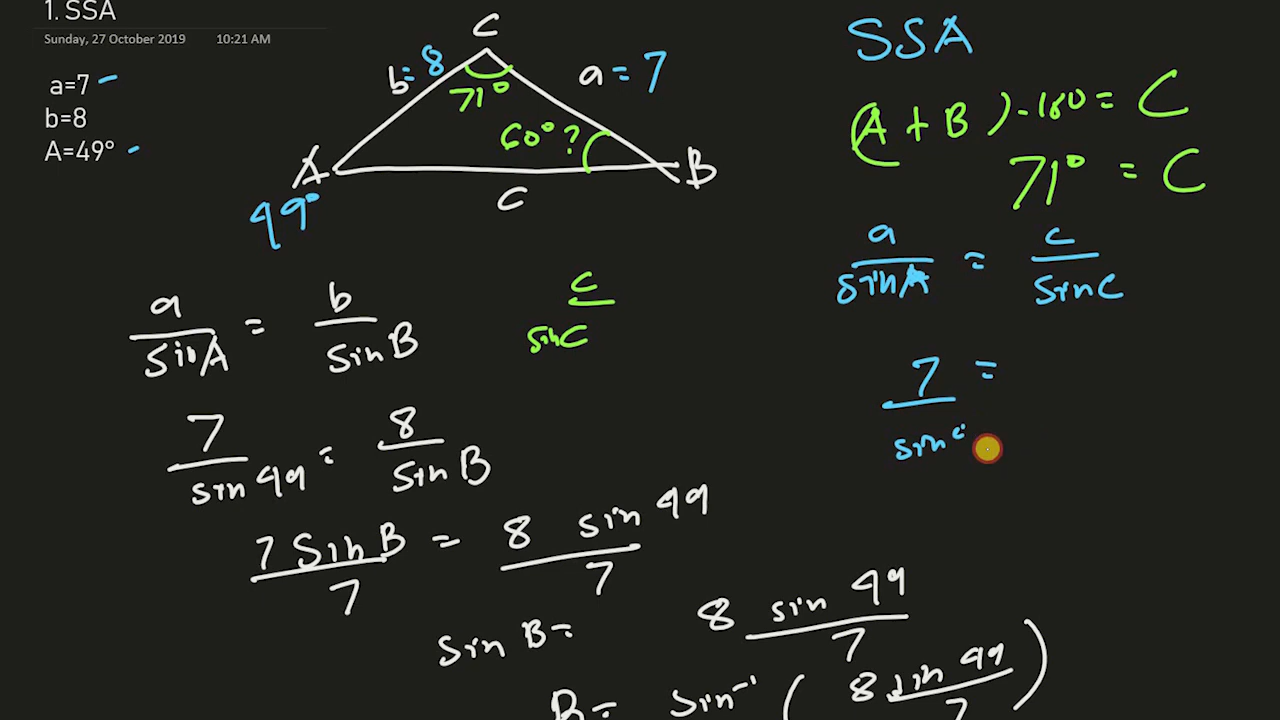 1. SSA
Sunday, 27 October 2019 10:21 AM
a=7
b=8
A=49°
C
b=8
a = 7
71°
60°?
A
B
49°
C
SSA
(A + B) - 180 = C
71° = C
a/sinA = c/sinC
a/sinA = b/sinB
c/sinC
7/sin 49 = 8/sinB
7/sin =
7 sinB/7 = 8 sin 49/7
sin B = 8 sin 49/7
B = sin⁻¹ (8 sin 49/7)